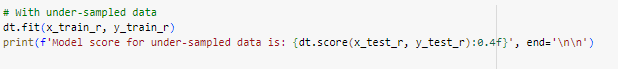 # With under-sampled data
dt.fit(x_train_r, y_train_r)
print(f'Model score for under-sampled data is: {dt.score(x_test_r, y_test_r):0.4f}', end='\n\n')